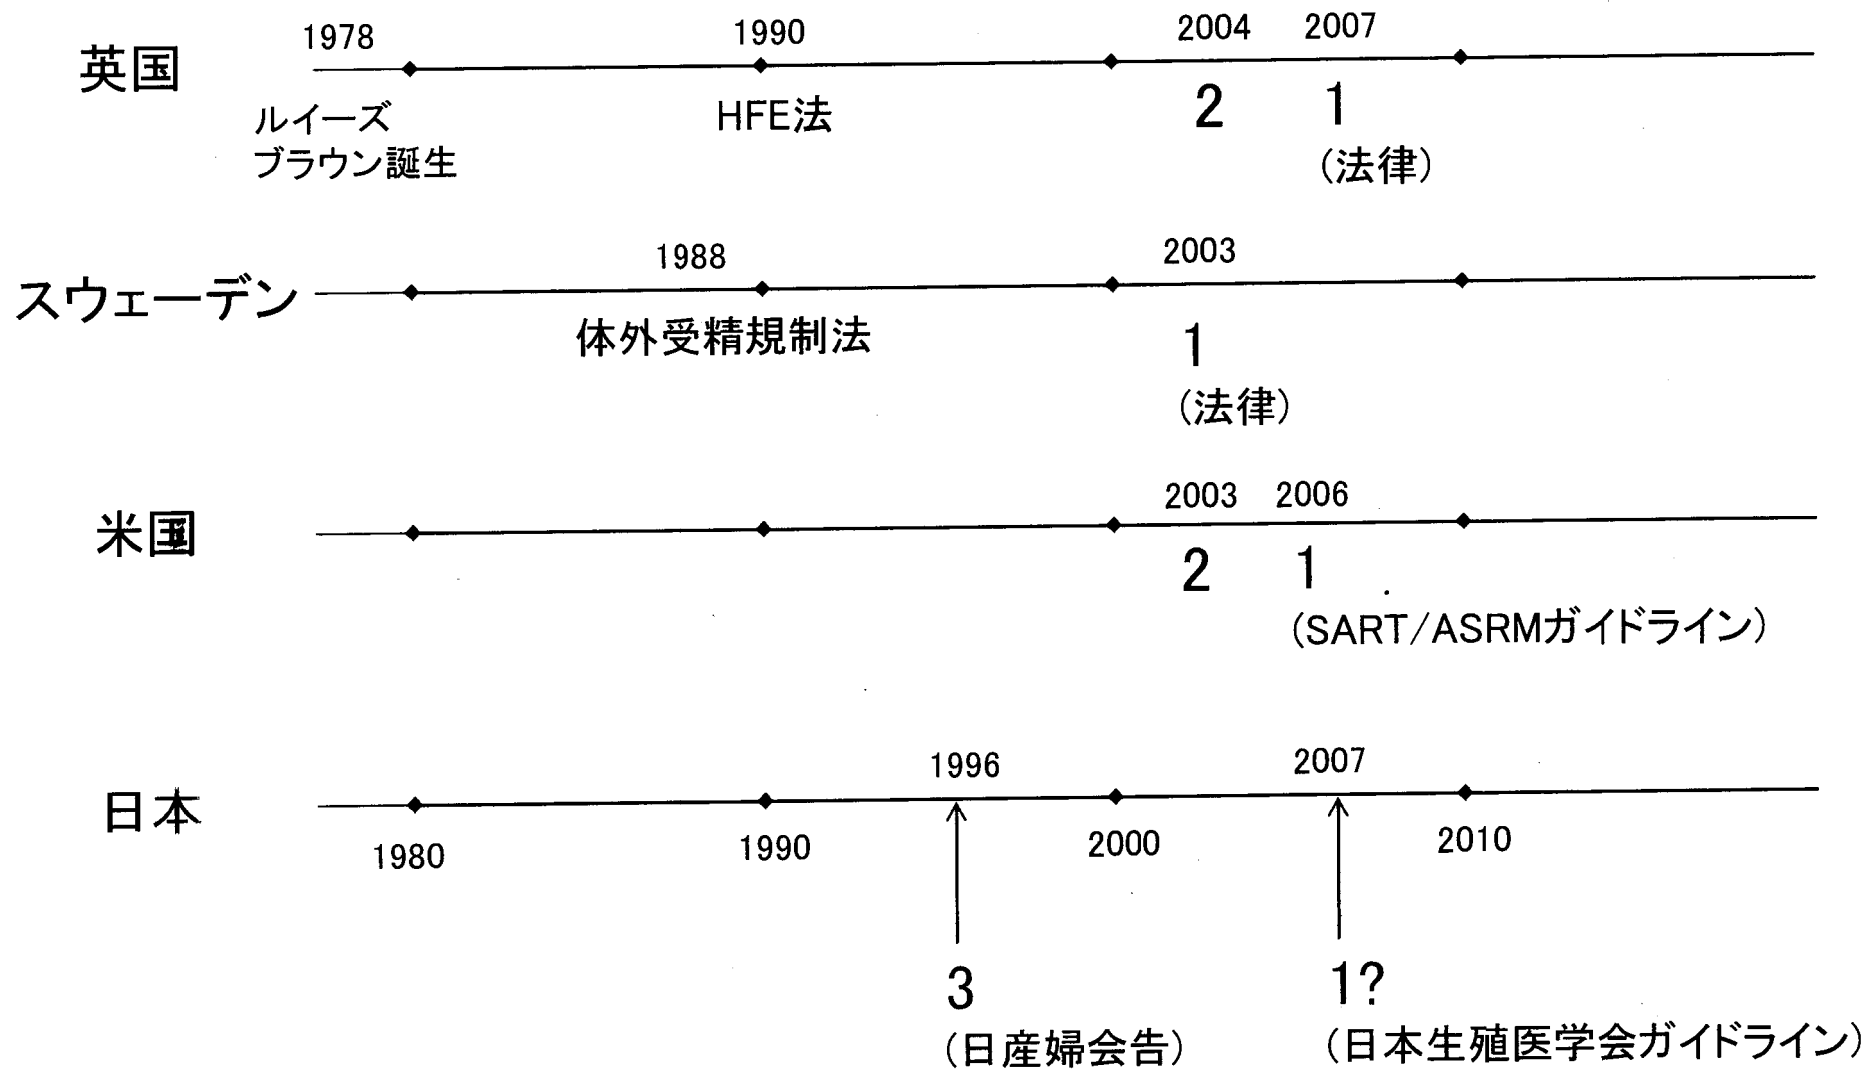 1978
1990
2004
2007
英国
ルイーズ
ブラウン誕生
HFE法
2
1
(法律)
1988
2003
スウェーデン
体外受精規制法
1
(法律)
2003
2006
米国
2
1
(SART/ASRMガイドライン)
1996
2007
日本
1980
1990
2000
2010
3
(日産婦会告)
1?
(日本生殖医学会ガイドライン)